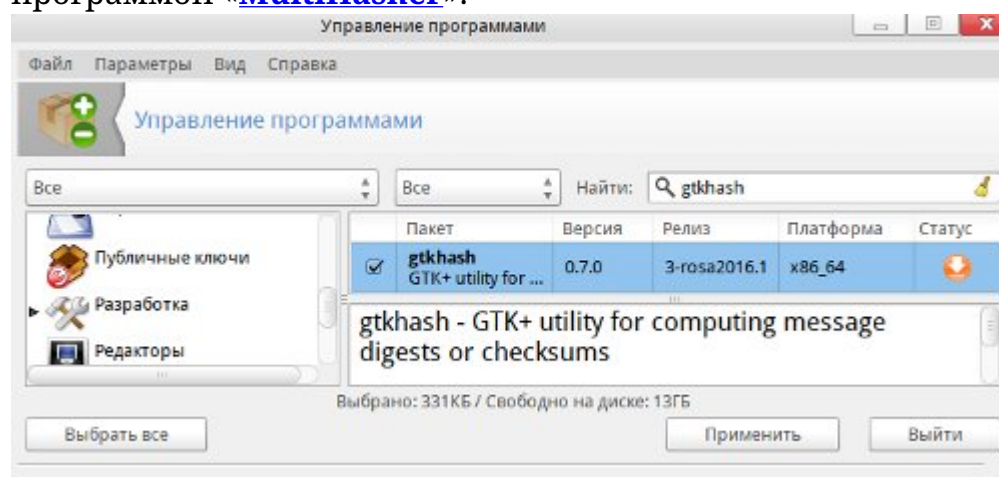 программой «MultiHasher».
Управление программами
Файл Параметры Вид Справка
Управление программами
Все Все Найти: gtkhash
Пакет Версия Релиз Платформа Статус
Публичные ключи
gtkhash
GTK+ utility for ... 0.7.0 3-rosa2016.1 x86_64
Разработка
Редакторы
gtkhash - GTK+ utility for computing message
digests or checksums
Выбрано: 331КБ / Свободно на диске: 13ГБ
Выбрать все Применить Выйти